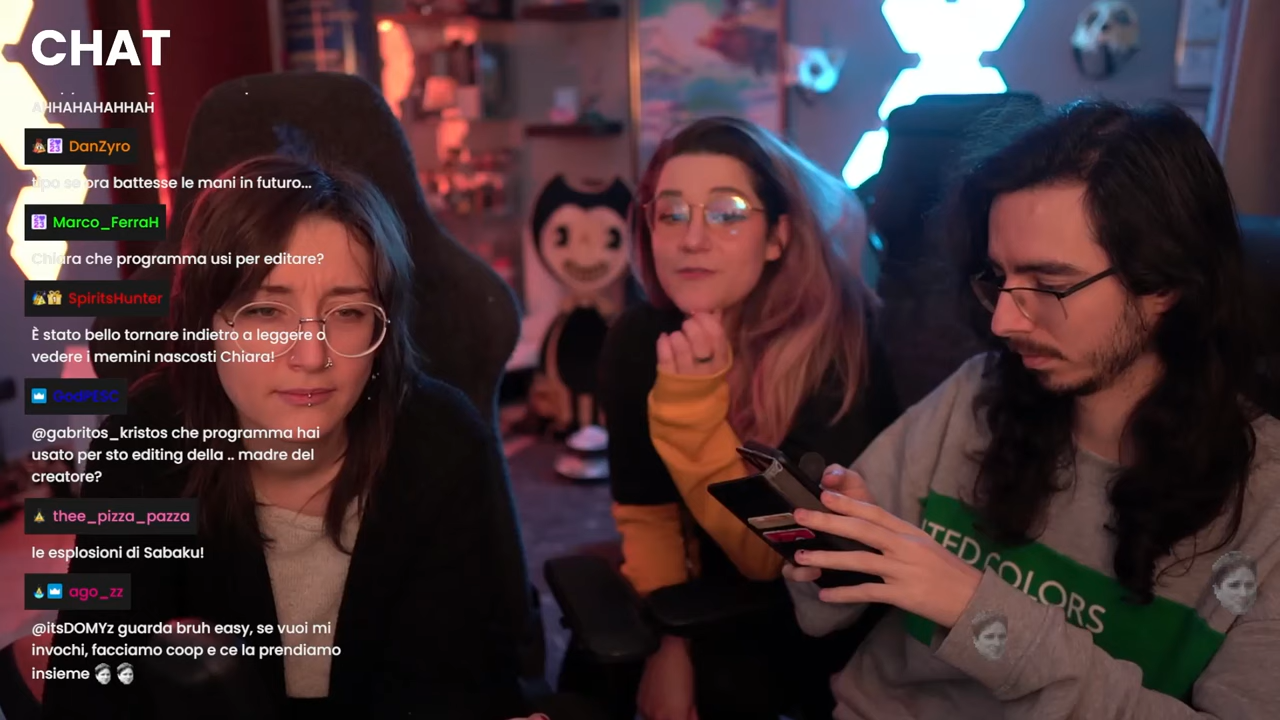 CHAT
AHHAHAHAHHAH
DanZyro
tipo se ora battesse le mani in futuro...
Marco_FerraH
Chiara che programma usi per editare?
SpiritsHunter
È stato bello tornare indietro a leggere o
vedere i memini nascosti Chiara!
GodPESC
@gabritos_kristos che programma hai
usato per sto editing della .. madre del
creatore?
thee_pizza_pazza
le esplosioni di Sabaku!
ago_zz
@itsDOMYz guarda bruh easy, se vuoi mi
invochi, facciamo coop e ce la prendiamo
insieme
COLORS